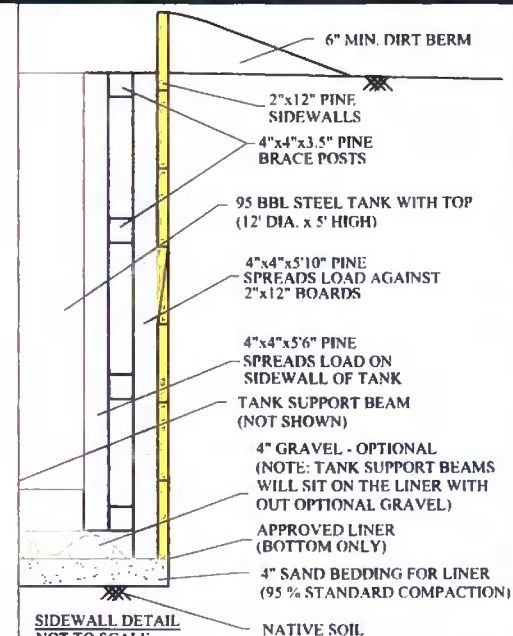 6" MIN. DIRT BERM
2"x12" PINE
SIDEWALLS
4"x4"x3.5" PINE
BRACE POSTS
95 BBL STEEL TANK WITH TOP
(12' DIA. x 5' HIGH)
4"x4"x5'10" PINE
SPREADS LOAD AGAINST
2"x12" BOARDS
4"x4"x5'6" PINE
SPREADS LOAD ON
SIDEWALL OF TANK
TANK SUPPORT BEAM
(NOT SHOWN)
4" GRAVEL - OPTIONAL
(NOTE: TANK SUPPORT BEAMS
WILL SIT ON THE LINER WITH
OUT OPTIONAL GRAVEL)
APPROVED LINER
(BOTTOM ONLY)
4" SAND BEDDING FOR LINER
(95 % STANDARD COMPACTION)
NATIVE SOIL
SIDEWALL DETAIL
NOT TO SCALE